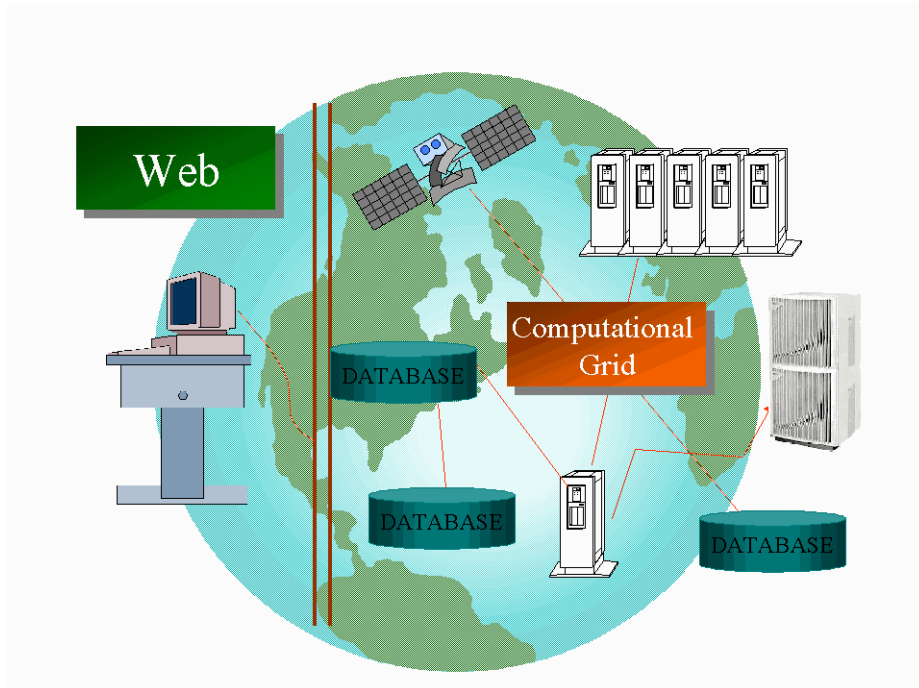 Web
Computational
Grid
DATABASE
DATABASE
DATABASE